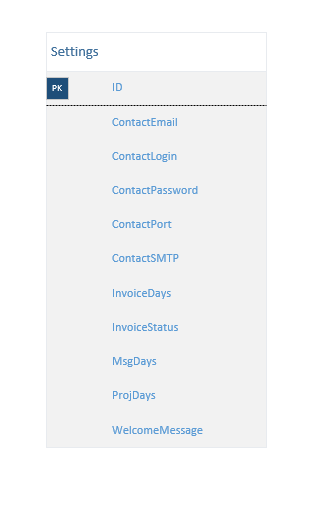 Settings
PK ID
ContactEmail
ContactLogin
ContactPassword
ContactPort
ContactSMTP
InvoiceDays
InvoiceStatus
MsgDays
ProjDays
WelcomeMessage